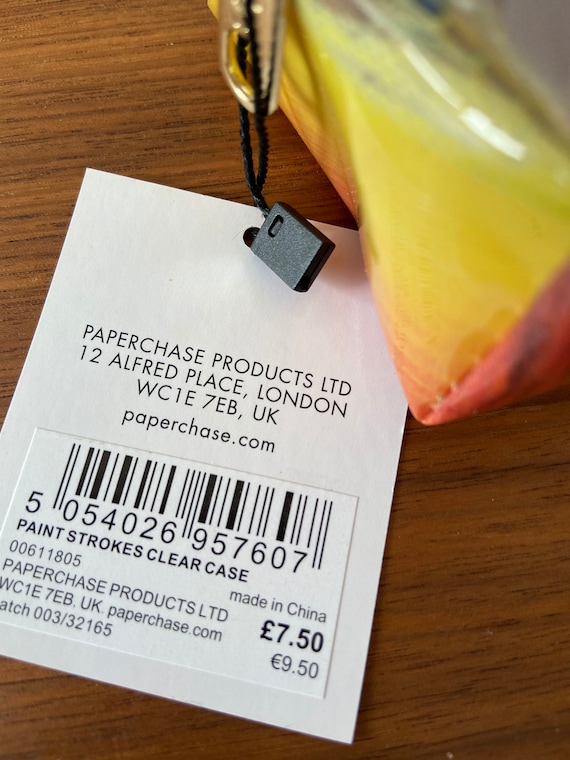 PAPERCHASE PRODUCTS LTD
12 ALFRED PLACE, LONDON
WC1E 7EB, UK
paperchase.com
5 054026 957607
PAINT STROKES CLEAR CASE
00611805
made in China
PAPERCHASE PRODUCTS LTD
WC1E 7EB. UK. paperchase.com
£7.50
atch 003/32165
€9.50